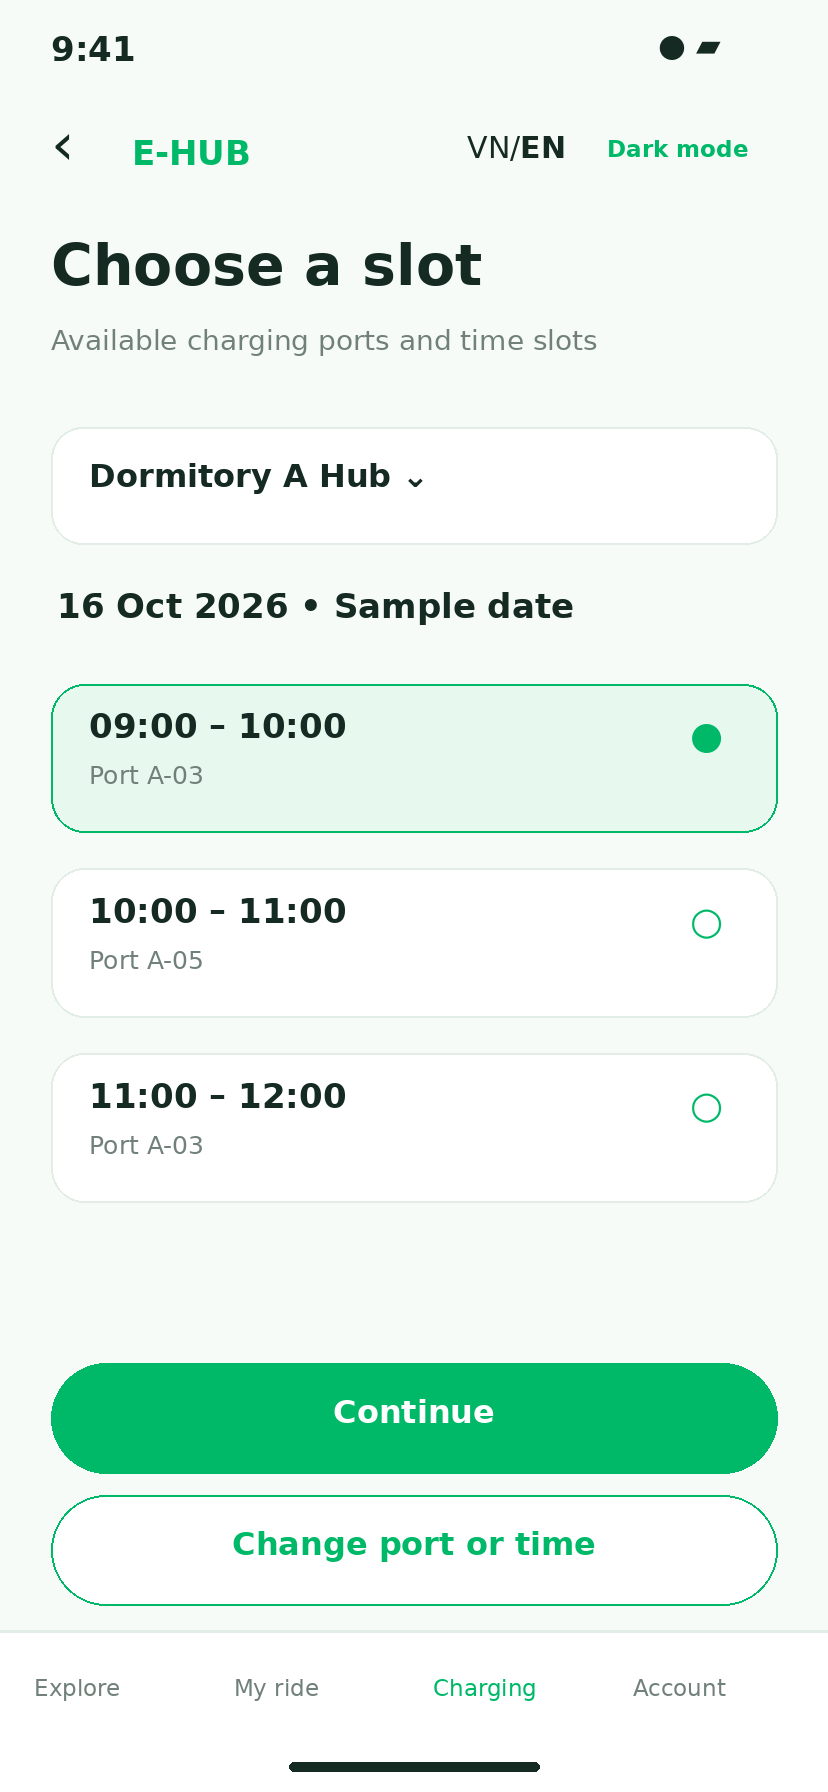 9:41
E-HUB VN/EN Dark mode
Choose a slot
Available charging ports and time slots
Dormitory A Hub
16 Oct 2026 • Sample date
09:00 – 10:00
Port A-03
10:00 – 11:00
Port A-05
11:00 – 12:00
Port A-03
Continue
Change port or time
Explore My ride Charging Account